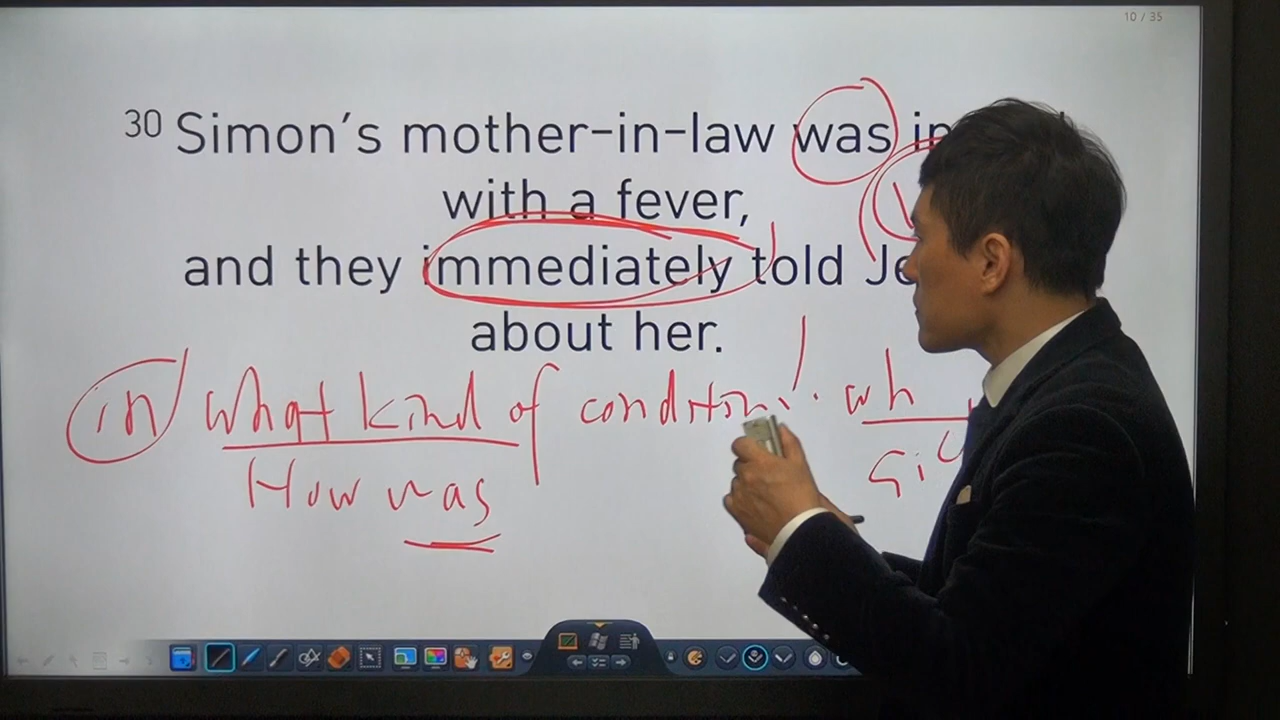 10 / 35
30 Simon's mother-in-law was in
with a fever,
and they immediately told Je
about her.
in what kind of condition! wh
How was